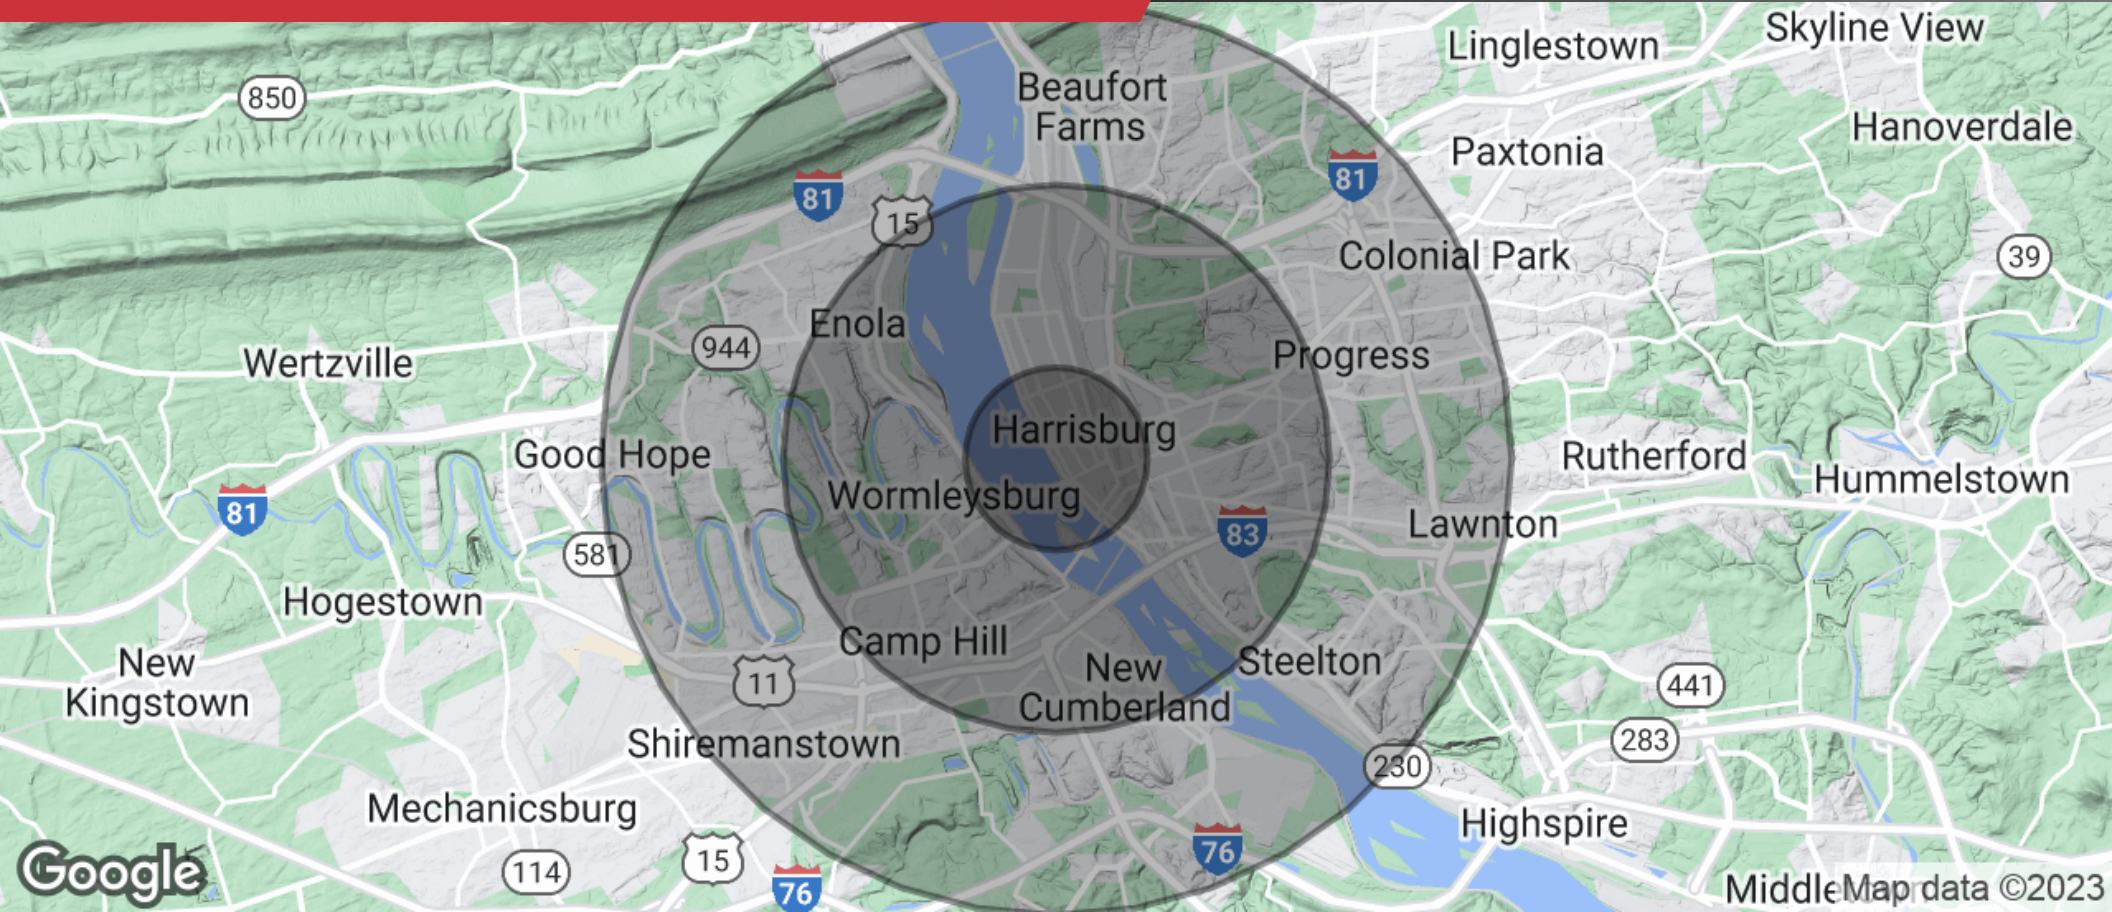 Skyline View
Linglestown
850
Beaufort
Farms
Hanoverdale
Paxtonia
81
81
15
Colonial Park
39
Enola
944
Progress
Wertzville
Harrisburg
Good Hope
Rutherford
Hummelstown
Wormleysburg
81
83
Lawnton
581
Hogestown
Camp Hill
New
Kingstown
New
Cumberland
Steelton
11
441
283
Shiremanstown
230
Mechanicsburg
Highspire
76
15
Google
114
76
Middle
Map data ©2023